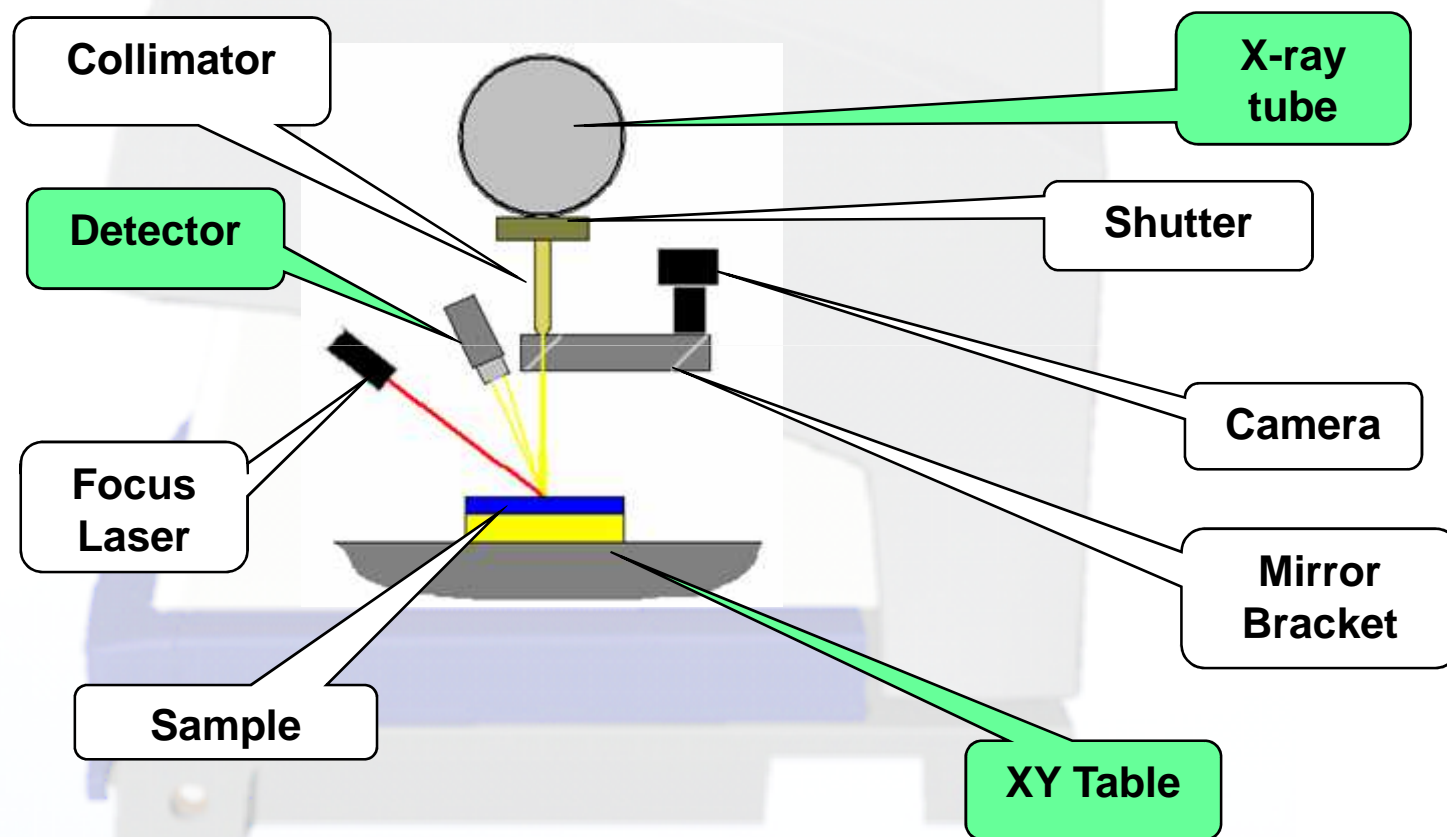 Collimator
X-ray
tube
Detector
Shutter
Camera
Focus
Laser
Mirror
Bracket
Sample
XY Table